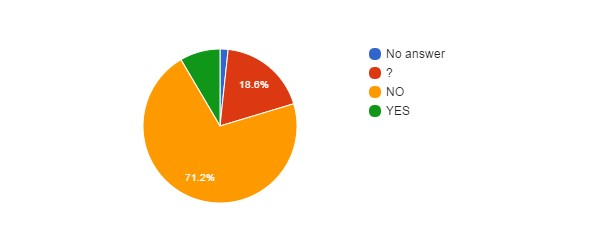 No answer
?
NO
YES
18.6%
71.2%